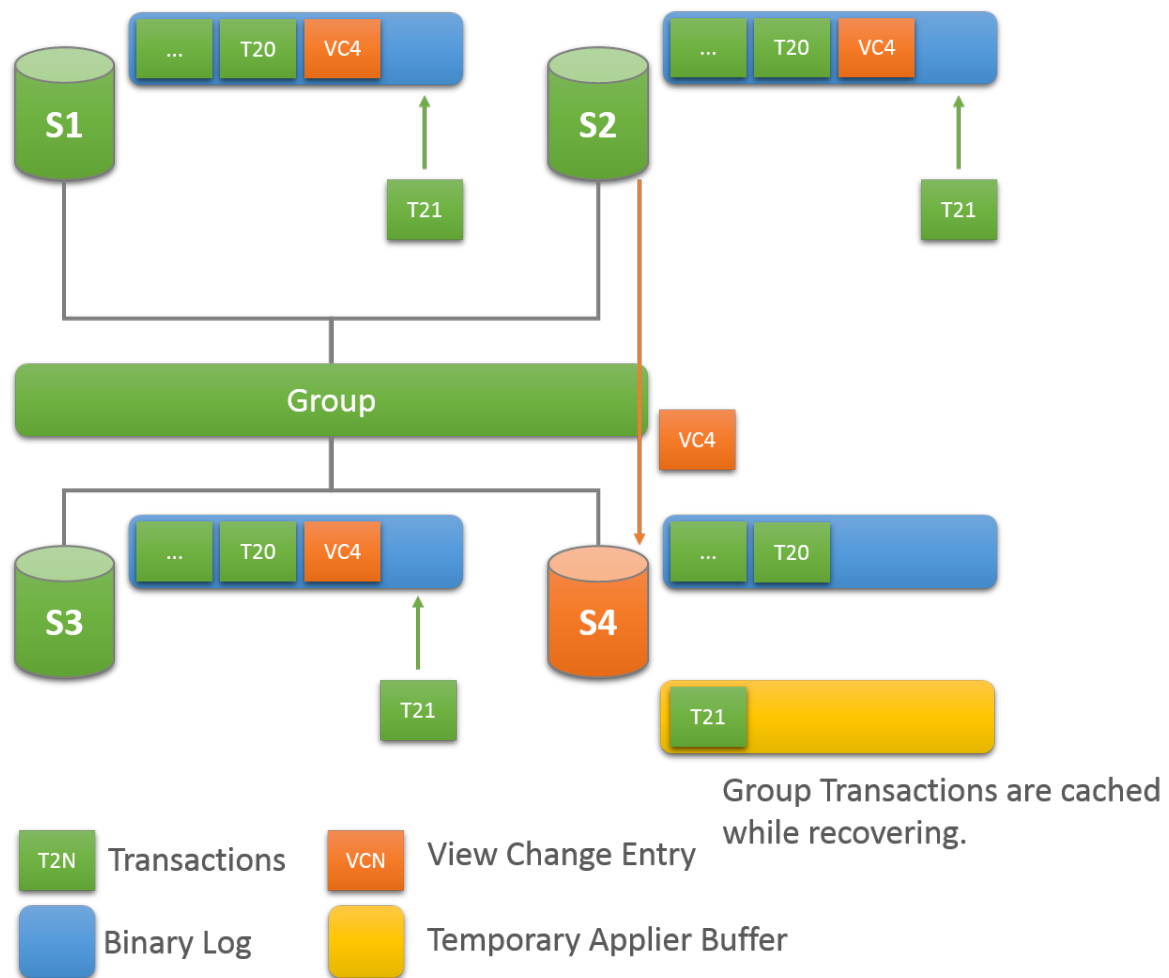 ... T20 VC4
... T20 VC4
S1
S2
T21
T21
Group
VC4
... T20 VC4
... T20
S3
S4
T21
T21
Group Transactions are cached
while recovering.
T2N Transactions
VCN View Change Entry
Binary Log
Temporary Applier Buffer